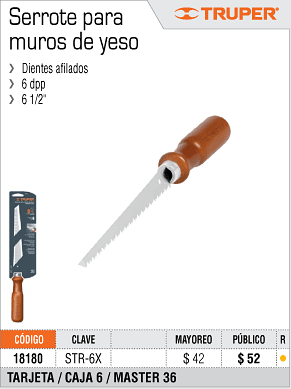 Serrote para
muros de yeso
TRUPER®
❯ Dientes afilados
❯ 6 dpp
❯ 6 1/2"
CÓDIGO CLAVE MAYOREO PÚBLICO R
18180 STR-6X $ 42 $ 52
TARJETA / CAJA 6 / MASTER 36